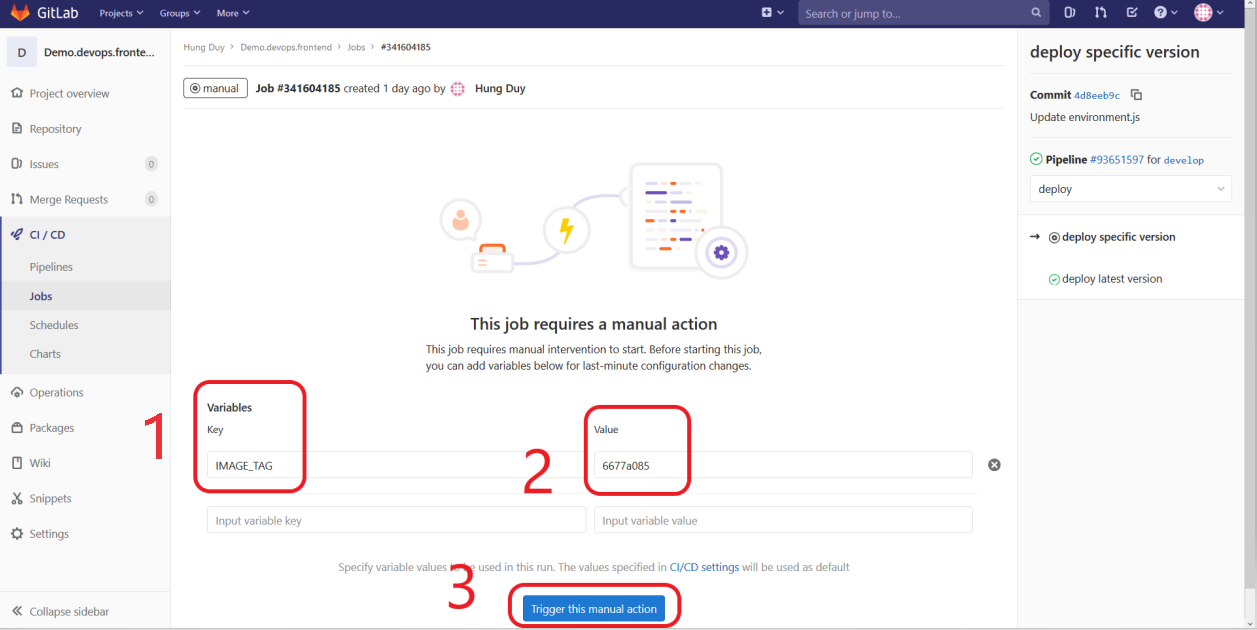 GitLab
Projects
Groups
More
Search or jump to...
D
Demo.devops.fronte...
Project overview
Repository
Issues
0
Merge Requests
0
CI / CD
Pipelines
Jobs
Schedules
Charts
Operations
Packages
Wiki
Snippets
Settings
Collapse sidebar
Hung Duy > Demo.devops.frontend > Jobs > #341604185
manual
Job #341604185 created 1 day ago by Hung Duy
This job requires a manual action
This job requires manual intervention to start. Before starting this job,
you can add variables below for last-minute configuration changes.
1
Variables
Key
IMAGE_TAG
2
Value
6677a085
Input variable key
Input variable value
Specify variable values to be used in this run. The values specified in CI/CD settings will be used as default
3
Trigger this manual action
deploy specific version
Commit 4d8eeb9c
Update environment.js
Pipeline #93651597 for develop
deploy
deploy specific version
deploy latest version